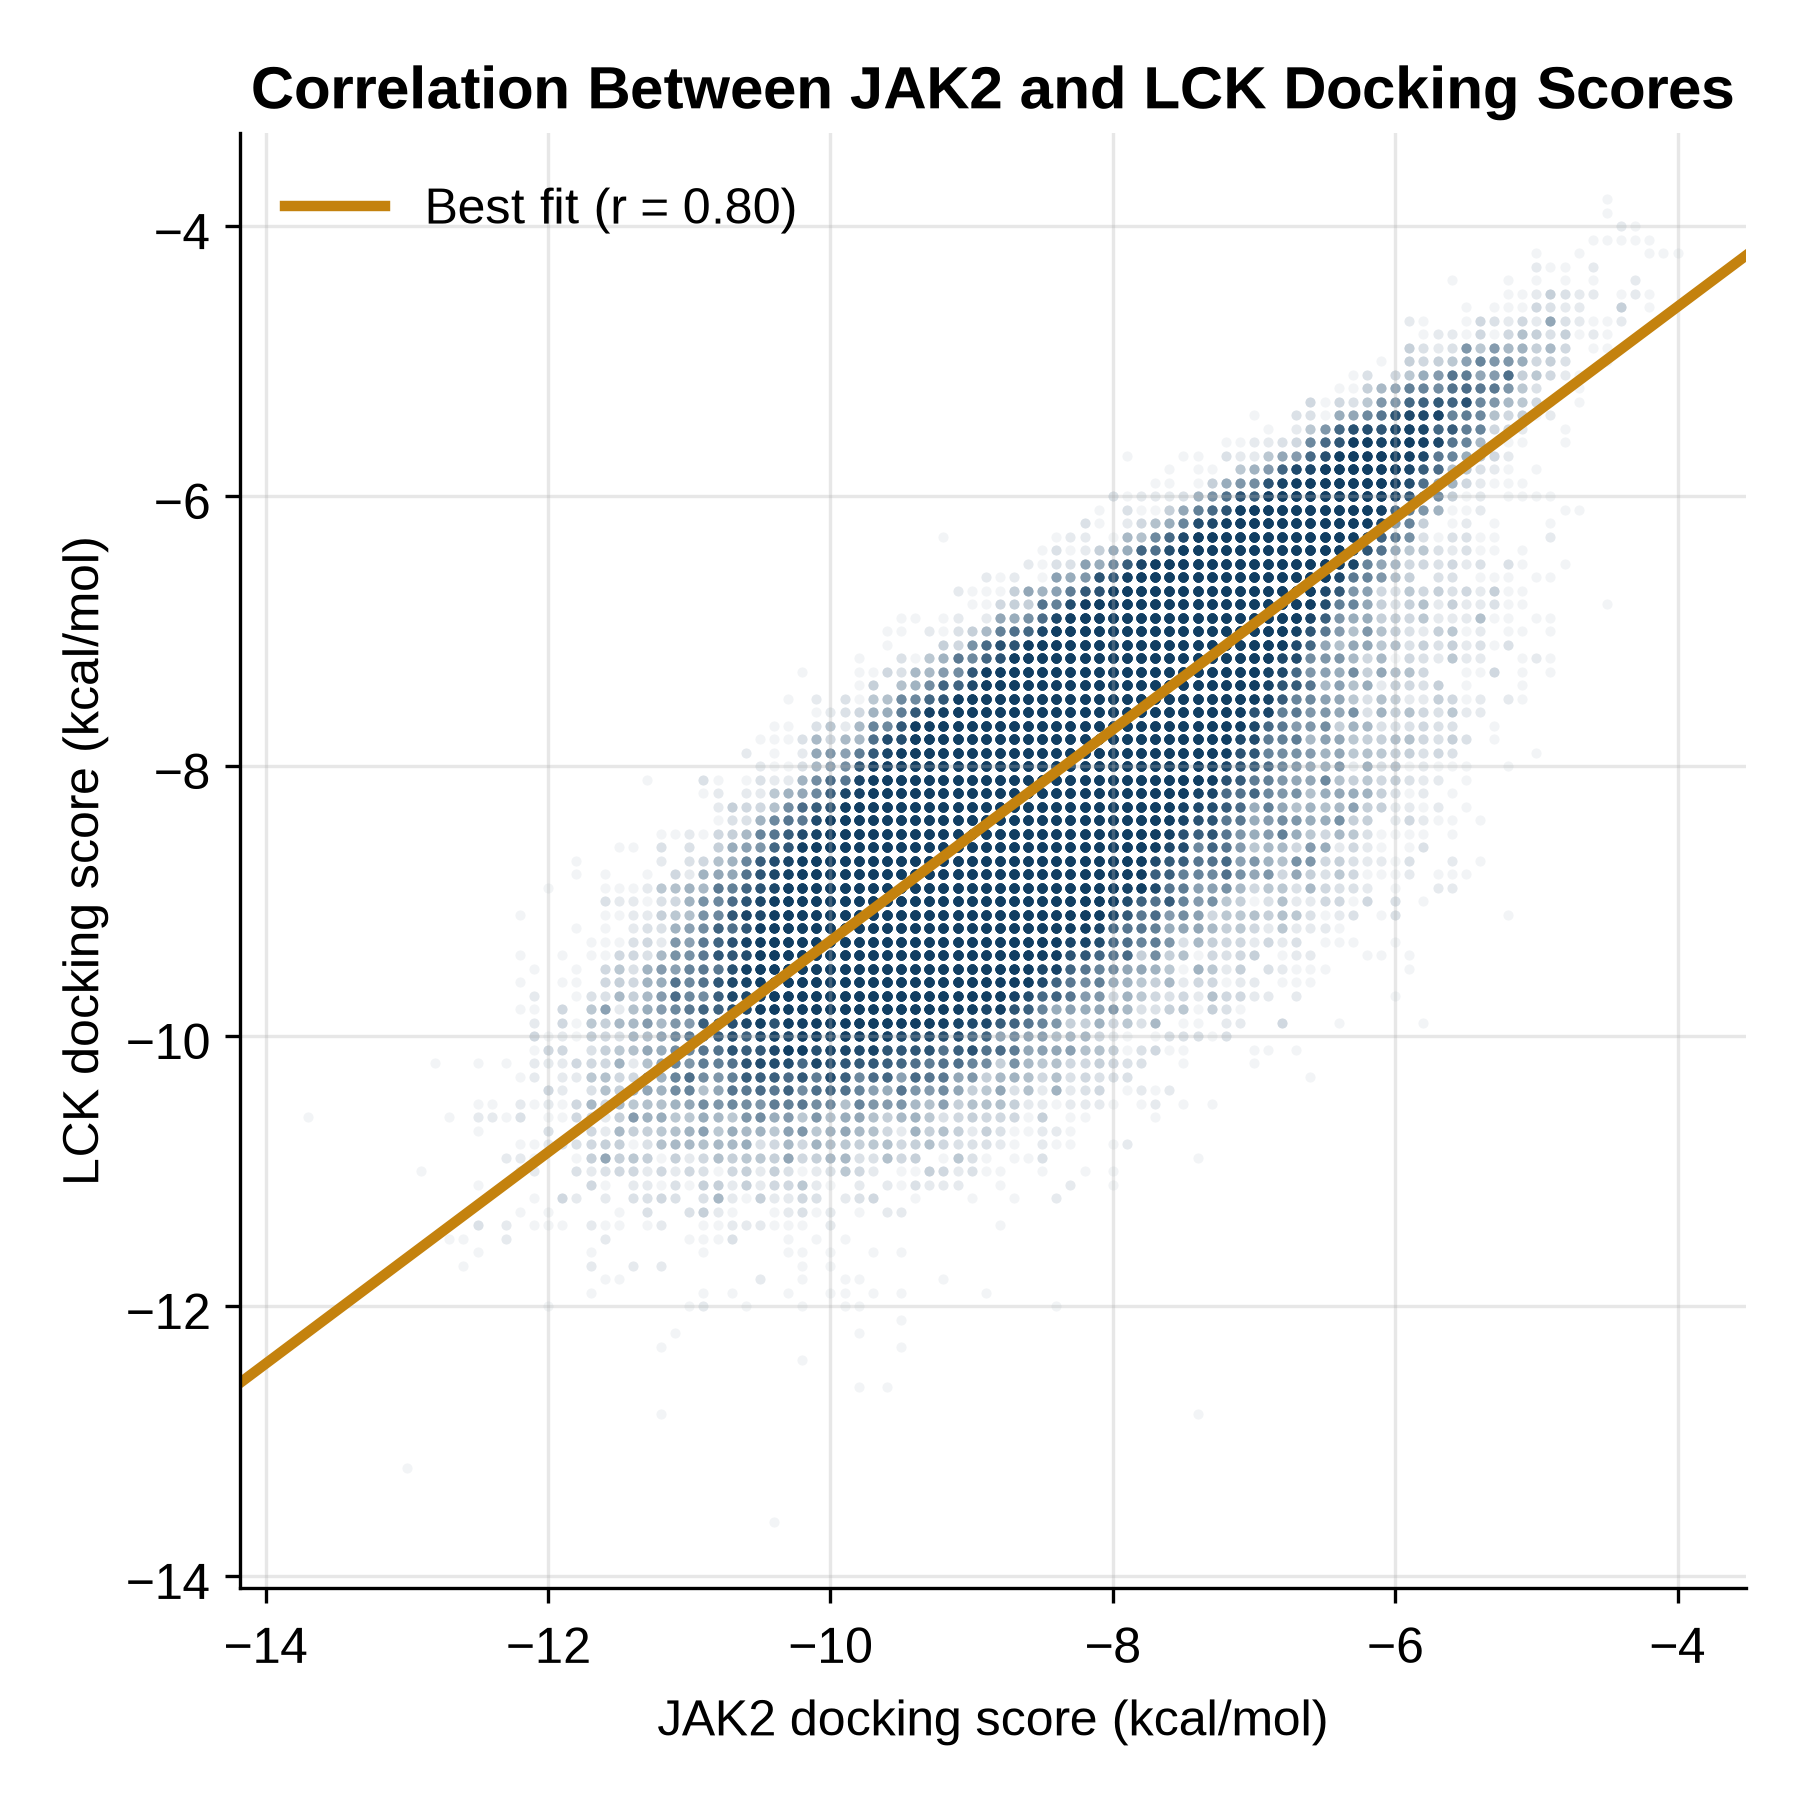 Correlation Between JAK2 and LCK Docking Scores
Best fit (r = 0.80)
LCK docking score (kcal/mol)
−4
−6
−8
−10
−12
−14
−14 −12 −10 −8 −6 −4
JAK2 docking score (kcal/mol)